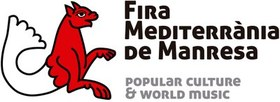 Fira
Mediterrània
de Manresa
POPULAR CULTURE
& WORLD MUSIC